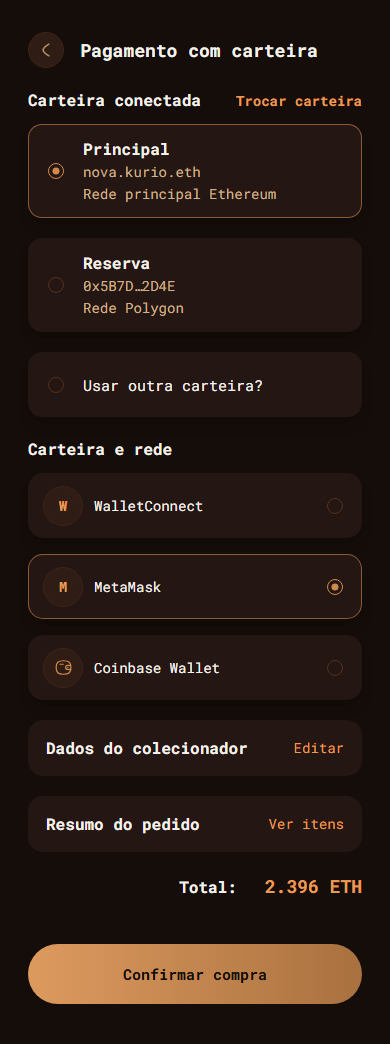 Pagamento com carteira
Carteira conectada
Trocar carteira
Principal
nova.kurio.eth
Rede principal Ethereum
Reserva
0x5B7D…2D4E
Rede Polygon
Usar outra carteira?
Carteira e rede
W
WalletConnect
M
MetaMask
Coinbase Wallet
Dados do colecionador
Editar
Resumo do pedido
Ver itens
Total: 2.396 ETH
Confirmar compra